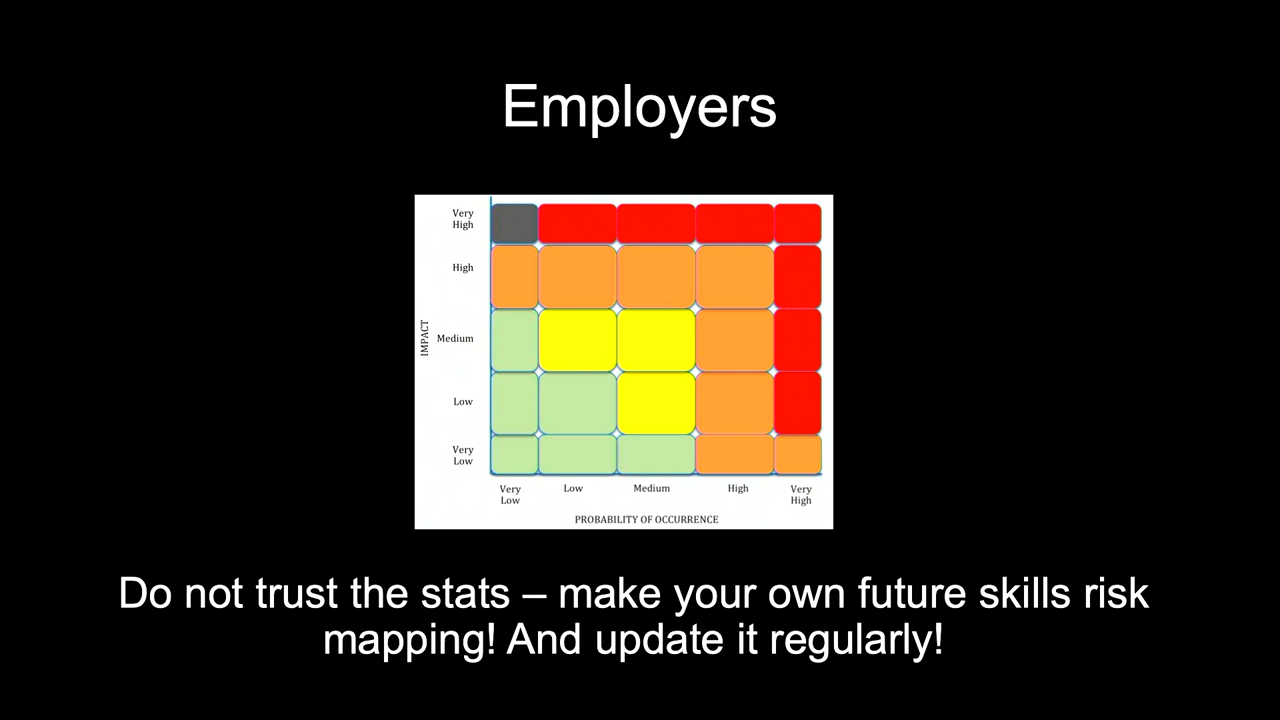 Employers
Very
High
High
IMPACT
Medium
Low
Very
Low
Very
Low
Low
Medium
High
Very
High
PROBABILITY OF OCCURRENCE
Do not trust the stats – make your own future skills risk
mapping! And update it regularly!